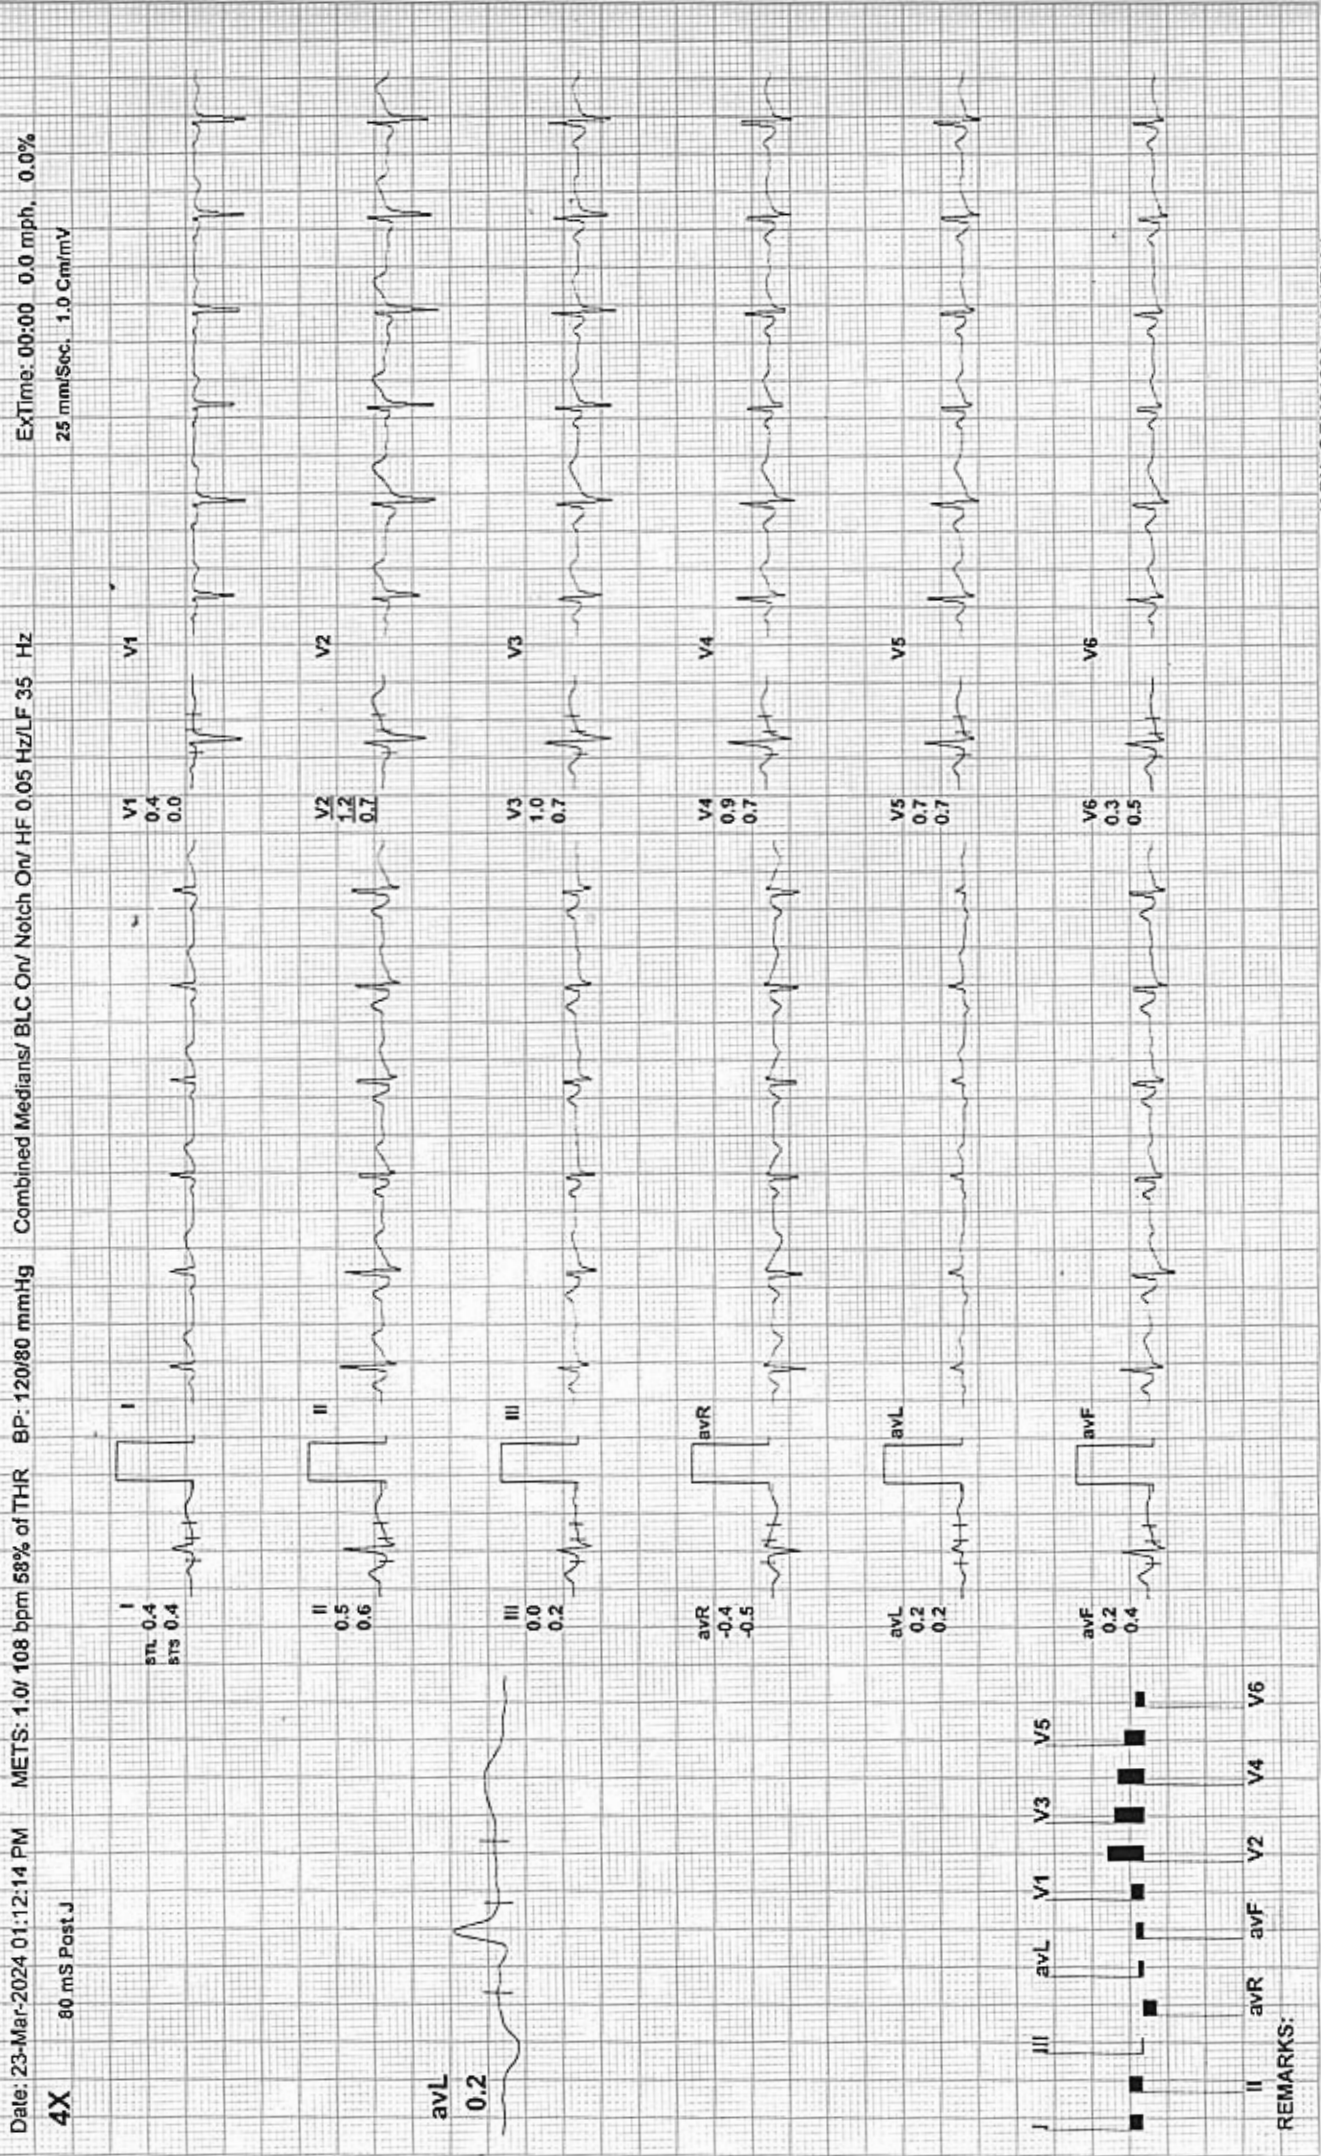 Date: 23-Mar-2024 01:12:14 PM METS: 1.0/ 108 bpm 58% of THR BP: 120/80 mmHg Combined Medians/ BLC On/ Notch On/ HF 0.05 Hz/LF 35 Hz ExTime: 00:00 0.0 mph, 0.0%
4X 80 mS Post J 25 mm/Sec. 1.0 Cm/mV
avL
0.2
I
STL 0.4
STS 0.4
I
V1
0.4
0.0
V1
II
0.5
0.6
II
V2
1.2
0.7
V2
III
0.0
0.2
III
V3
1.0
0.7
V3
avR
-0.4
-0.5
avR
V4
0.9
0.7
V4
avL
0.2
0.2
avL
V5
0.7
0.7
V5
avF
0.2
0.4
avF
V6
0.3
0.5
V6
I III avL V1 V3 V5
II avR avF V2 V4 V6
REMARKS: